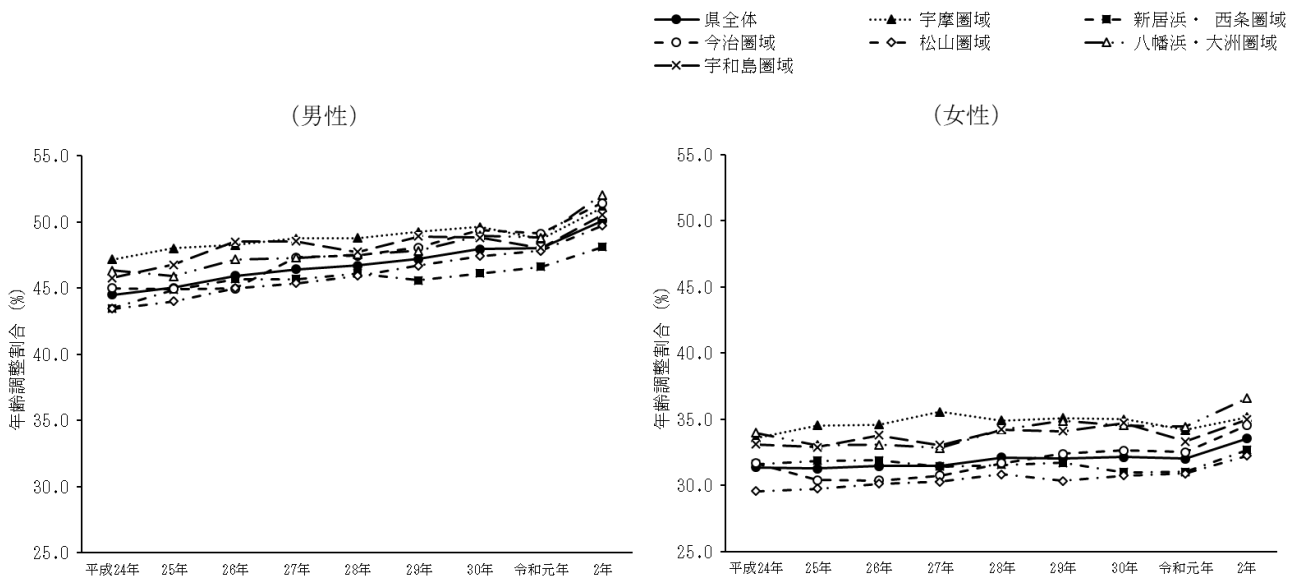 県全体 宇摩圏域 新居浜・ 西条圏域
今治圏域 松山圏域 八幡浜・大洲圏域
宇和島圏域
（男性）
年齢調整割合 (%)
55.0
50.0
45.0
40.0
35.0
30.0
25.0
平成24年 25年 26年 27年 28年 29年 30年 令和元年 2年
（女性）
年齢調整割合 (%)
55.0
50.0
45.0
40.0
35.0
30.0
25.0
平成24年 25年 26年 27年 28年 29年 30年 令和元年 2年